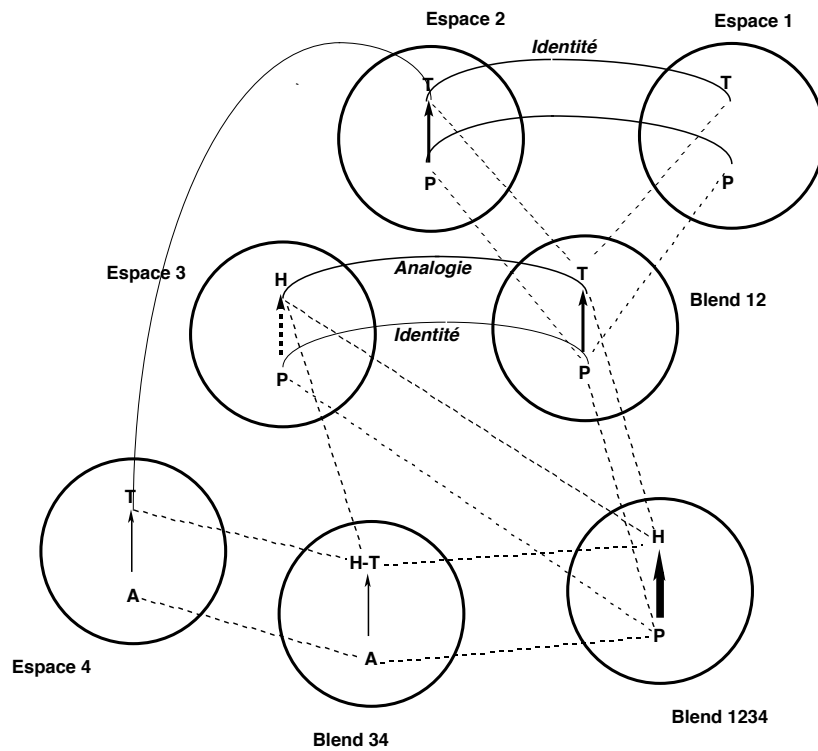 Espace 2
Espace 1
Identité
T
T
P
P
Espace 3
H
Analogie
T
Blend 12
Identité
P
P
T
H
H-T
A
P
A
Espace 4
Blend 34
Blend 1234